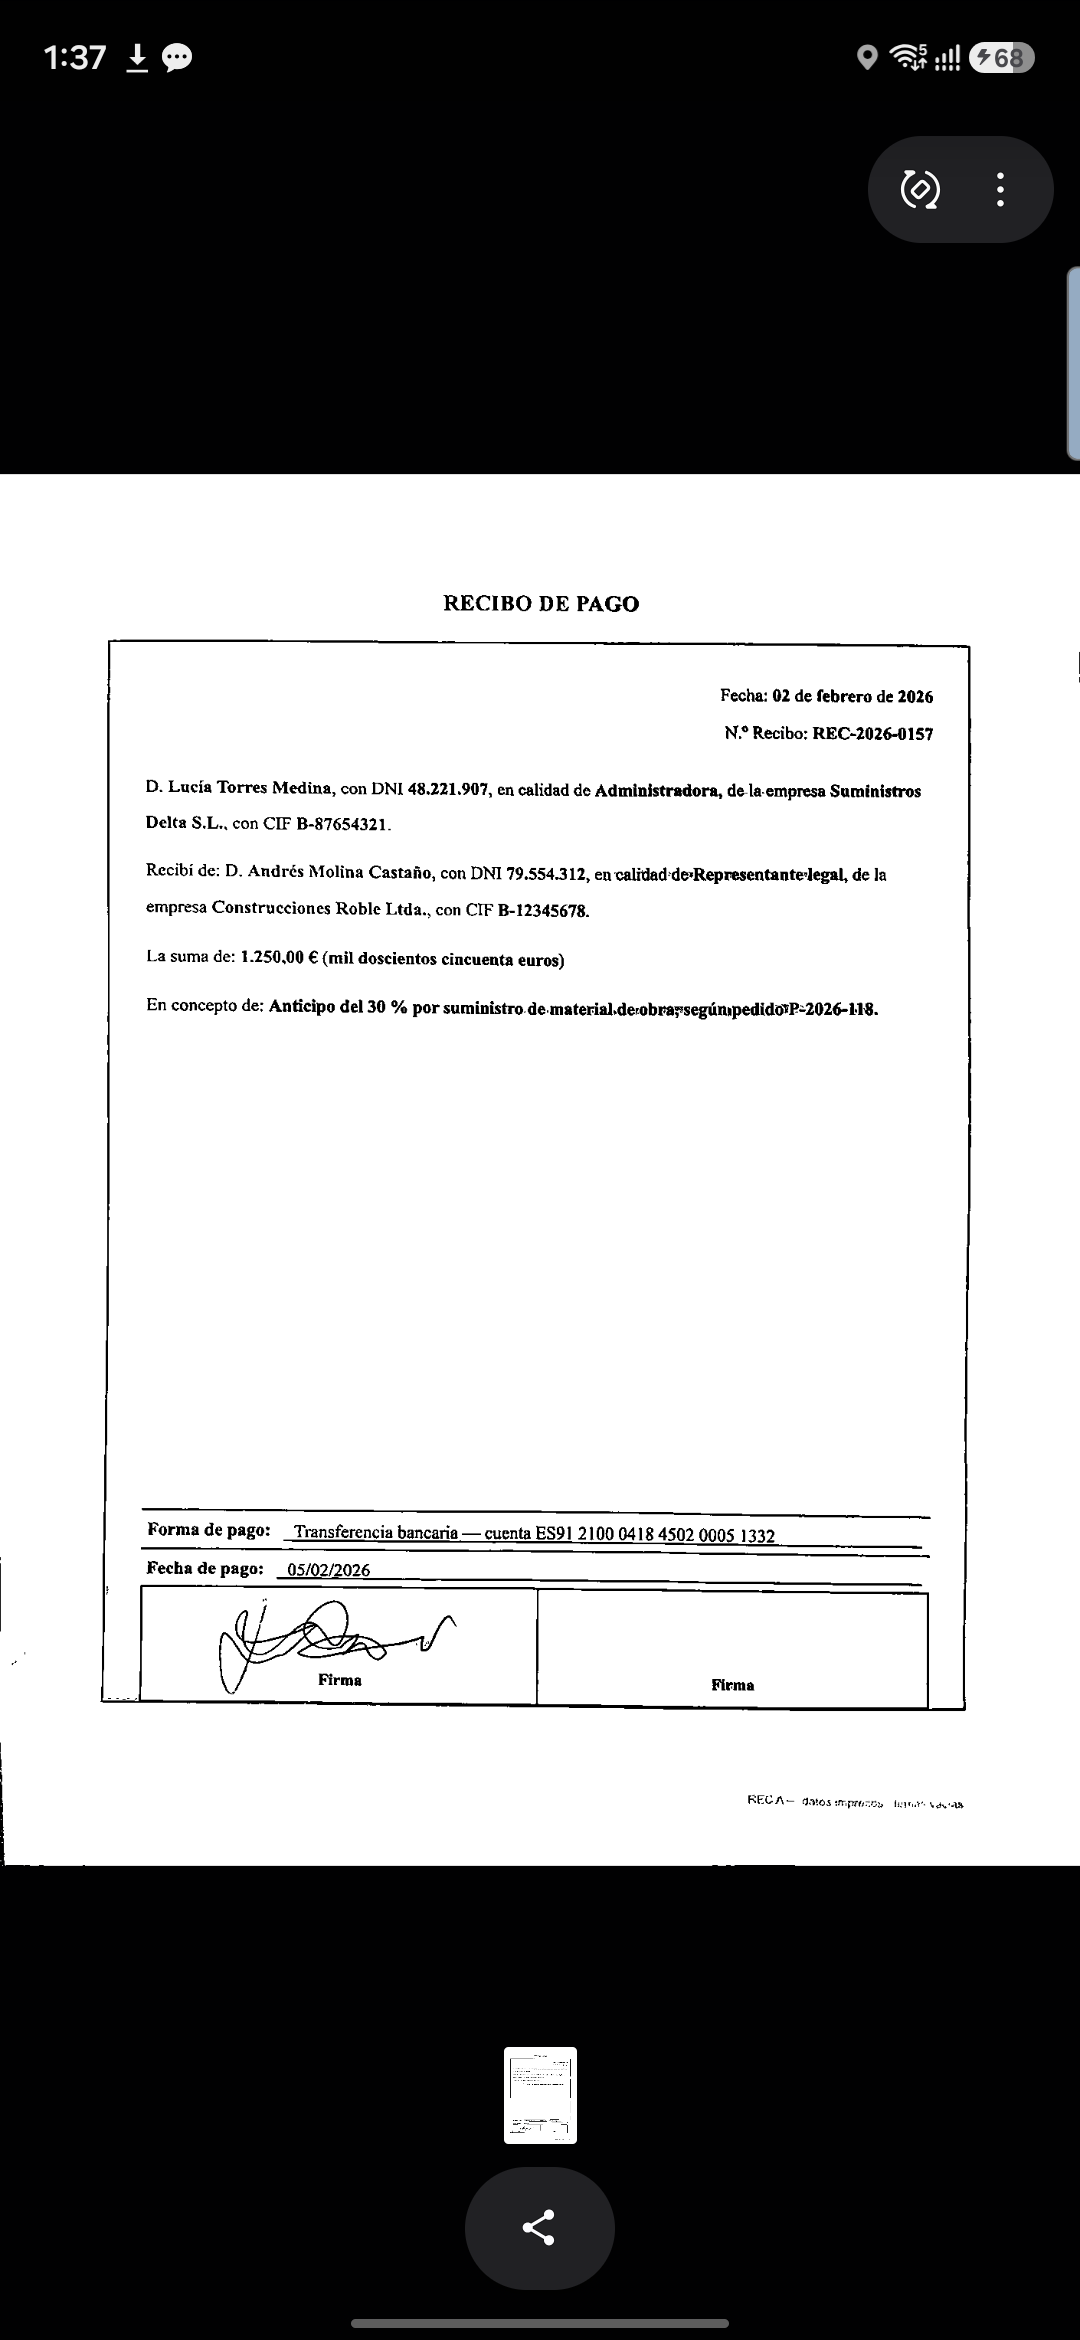 1:37
5
68
RECIBO DE PAGO
Fecha: 02 de febrero de 2026
N.º Recibo: REC-2026-0157
D. Lucía Torres Medina, con DNI 48.221.907, en calidad de Administradora, de la empresa Suministros
Delta S.L., con CIF B-87654321.
Recibí de: D. Andrés Molina Castaño, con DNI 79.554.312, en calidad de Representante legal, de la
empresa Construcciones Roble Ltda., con CIF B-12345678.
La suma de: 1.250,00 € (mil doscientos cincuenta euros)
En concepto de: Anticipo del 30 % por suministro de material de obra, según pedido P-2026-118.
Forma de pago: Transferencia bancaria — cuenta ES91 2100 0418 4502 0005 1332
Fecha de pago: 05/02/2026
Firma
Firma
REC A — datos impresos